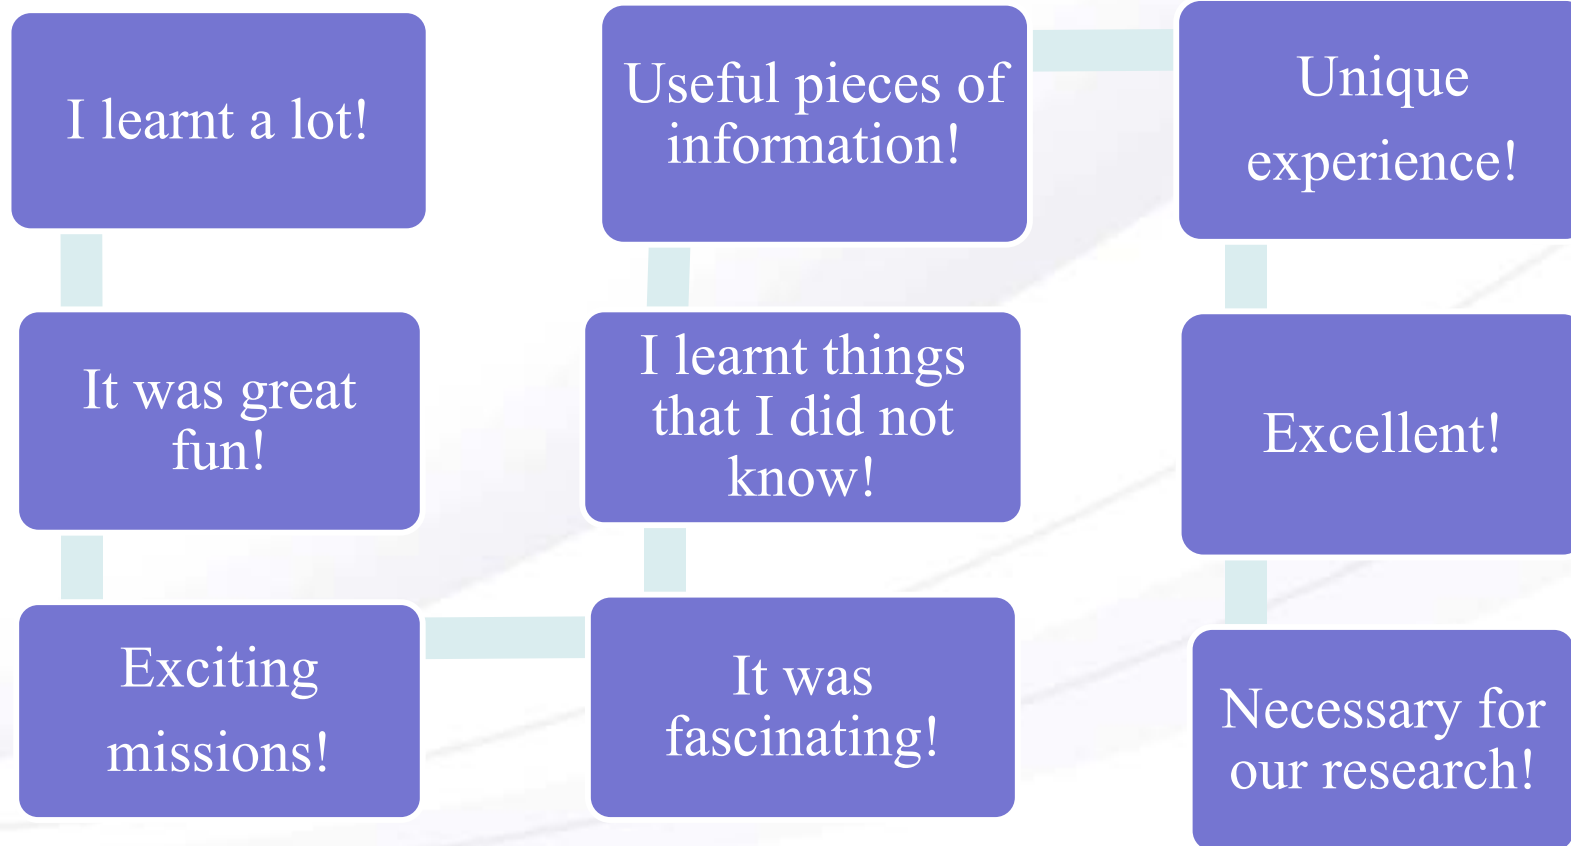 I learnt a lot!
It was great
fun!
Exciting
missions!
It was
fascinating!
I learnt things
that I did not
know!
Useful pieces of
information!
Unique
experience!
Excellent!
Necessary for
our research!